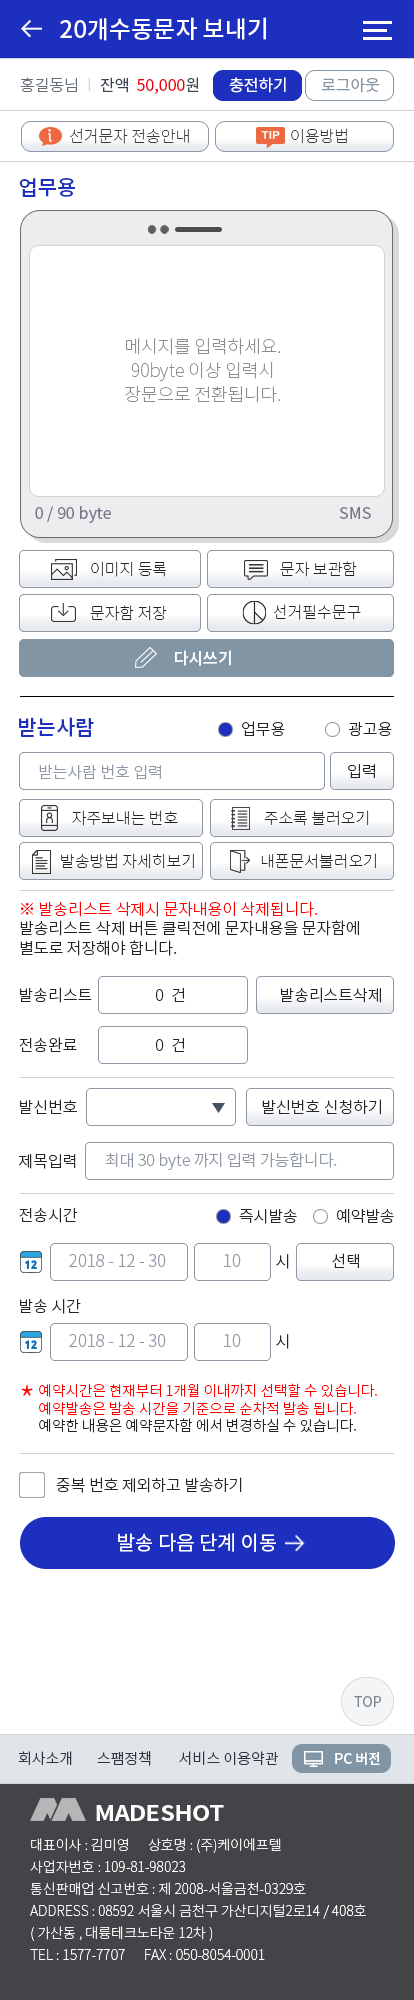 20개수동문자 보내기
홍길동님 잔액 50,000원 충전하기 로그아웃
선거문자 전송안내 TIP 이용방법
업무용
메시지를 입력하세요.
90byte 이상 입력시
장문으로 전환됩니다.
0 / 90 byte SMS
이미지 등록 문자 보관함
문자함 저장 선거필수문구
다시쓰기
받는사람 업무용 광고용
받는사람 번호 입력 입력
자주보내는 번호 주소록 불러오기
발송방법 자세히보기 내폰문서불러오기
※ 발송리스트 삭제시 문자내용이 삭제됩니다.
발송리스트 삭제 버튼 클릭전에 문자내용을 문자함에
별도로 저장해야 합니다.
발송리스트 0 건 발송리스트삭제
전송완료 0 건
발신번호 발신번호 신청하기
제목입력 최대 30 byte 까지 입력 가능합니다.
전송시간 즉시발송 예약발송
12 2018 - 12 - 30 10 시 선택
발송 시간
12 2018 - 12 - 30 10 시
★ 예약시간은 현재부터 1개월 이내까지 선택할 수 있습니다.
예약발송은 발송 시간을 기준으로 순차적 발송 됩니다.
예약한 내용은 예약문자함 에서 변경하실 수 있습니다.
중복 번호 제외하고 발송하기
발송 다음 단계 이동
TOP
회사소개 스팸정책 서비스 이용약관 PC 버전
MADESHOT
대표이사 : 김미영 상호명 : (주)케이에프텔
사업자번호 : 109-81-98023
통신판매업 신고번호 : 제 2008-서울금천-0329호
ADDRESS : 08592 서울시 금천구 가산디지털2로14 / 408호
( 가산동 , 대륭테크노타운 12차 )
TEL : 1577-7707 FAX : 050-8054-0001